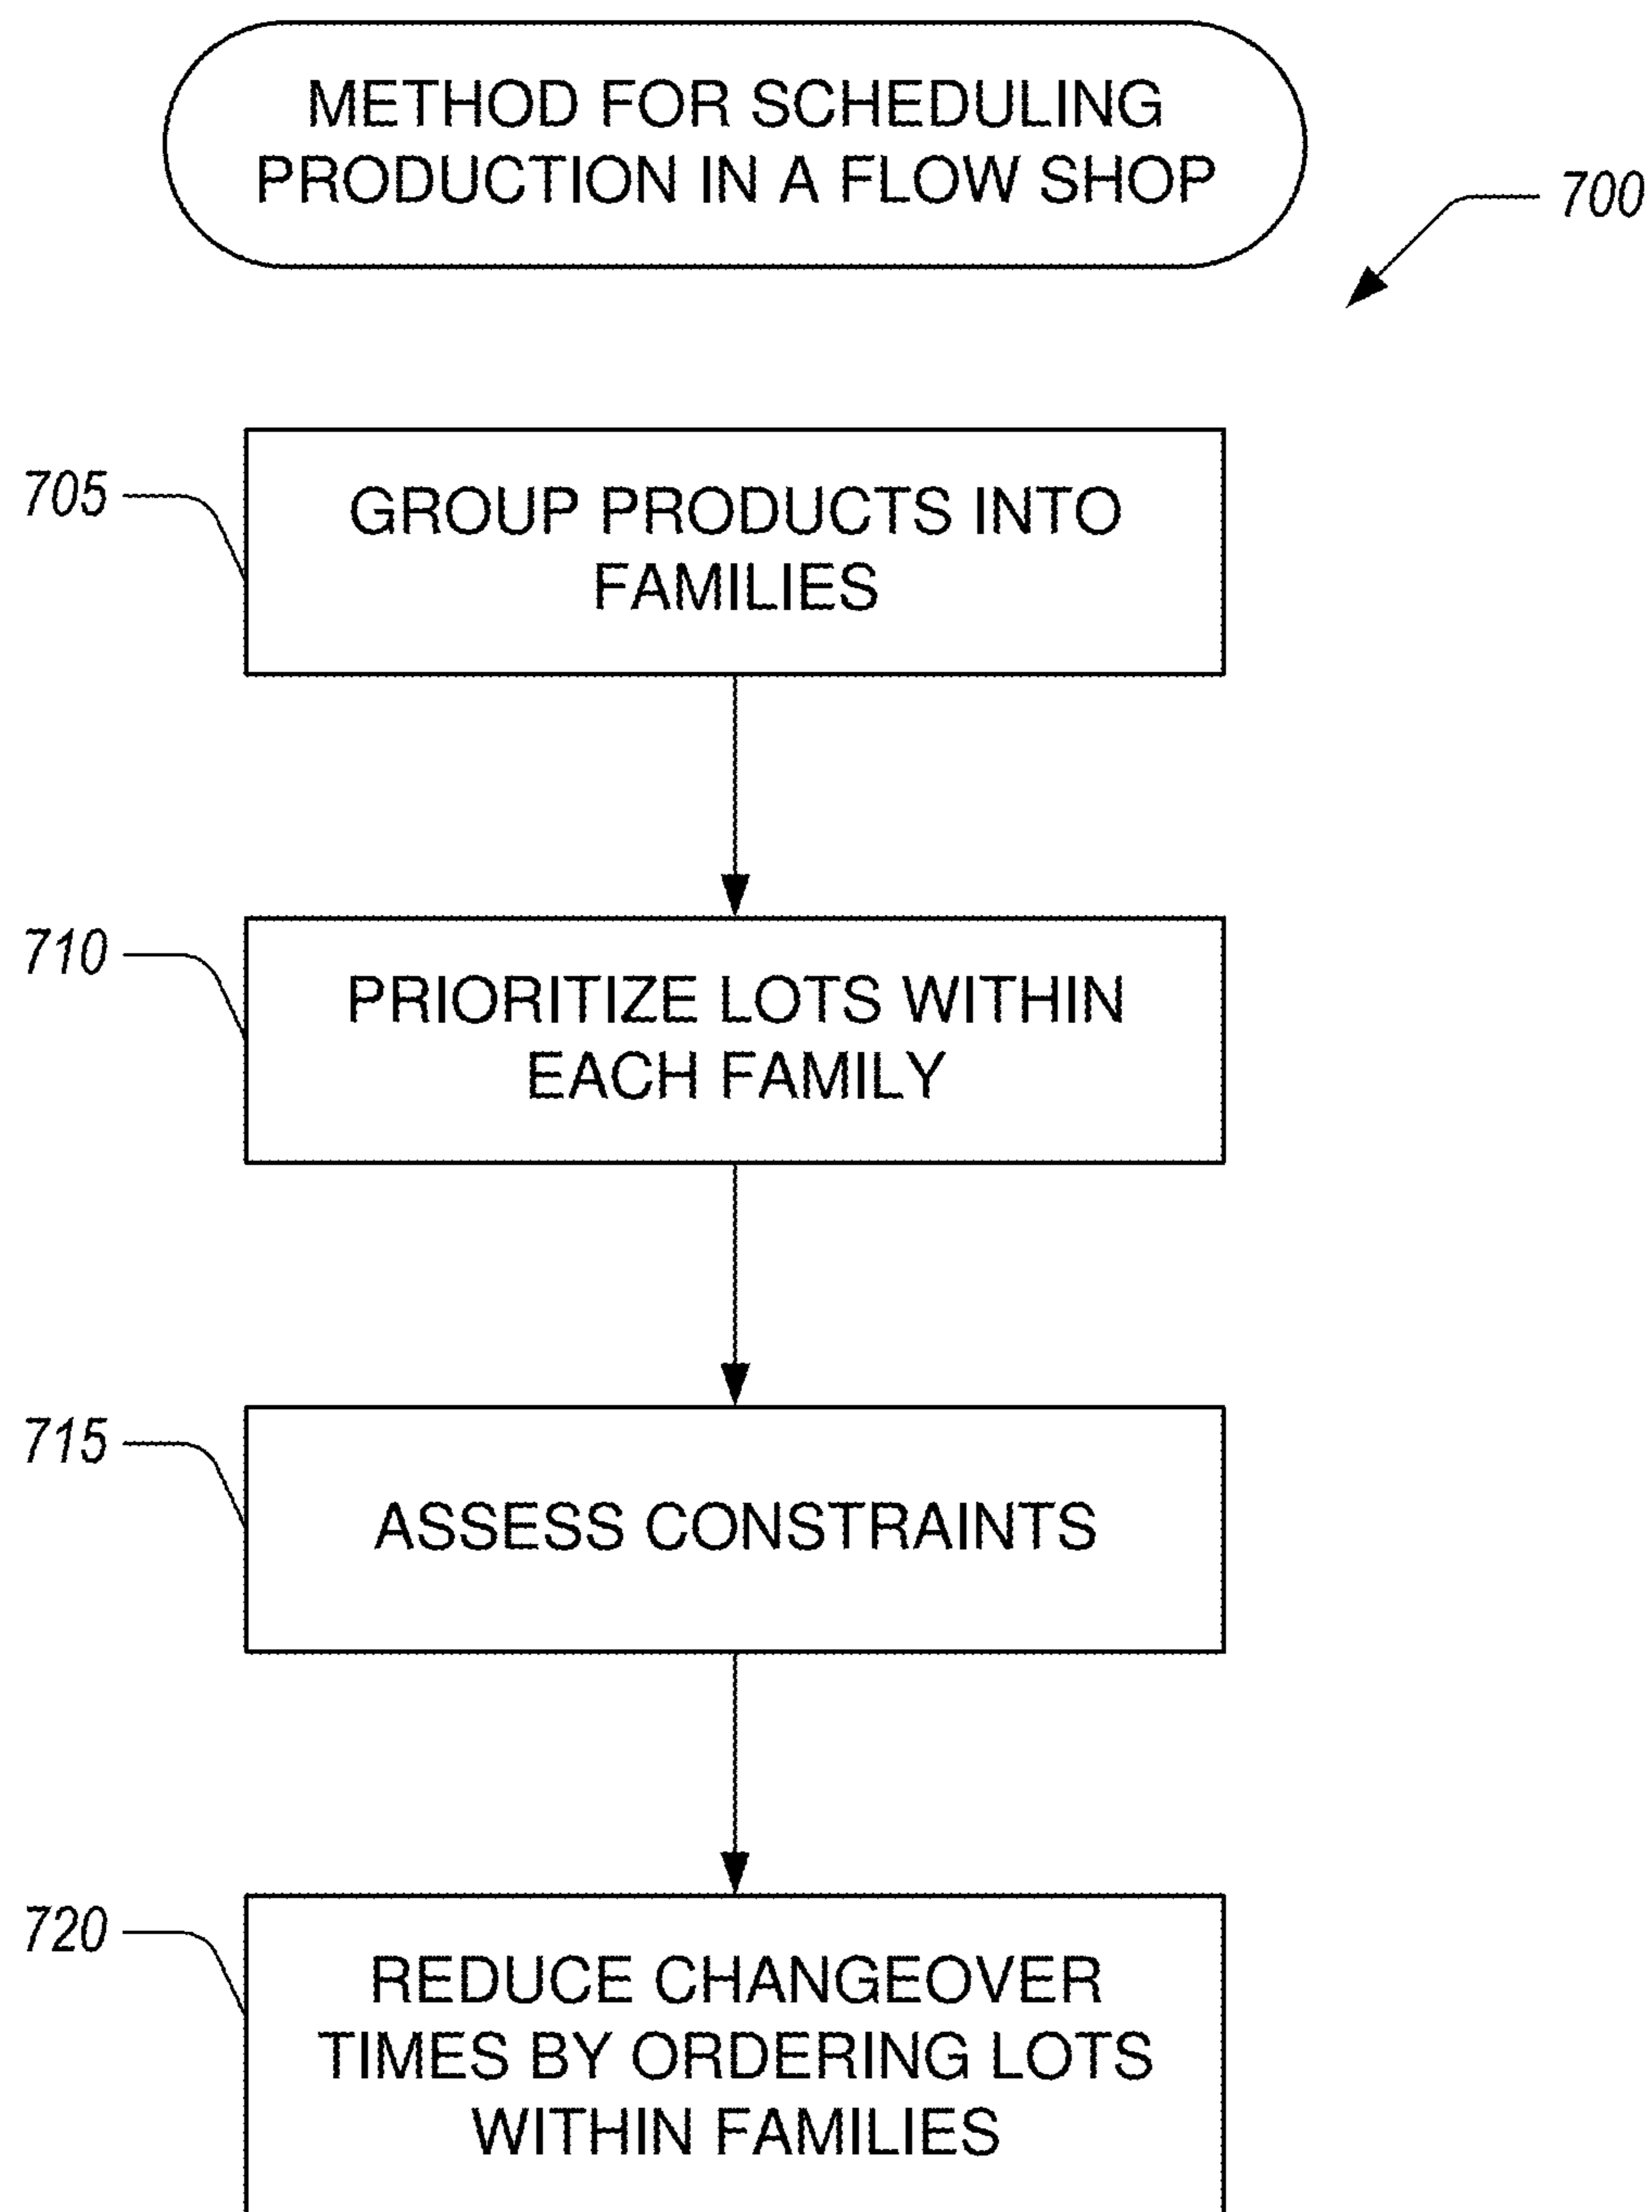 METHOD FOR SCHEDULING
PRODUCTION IN A FLOW SHOP
700
705
GROUP PRODUCTS INTO
FAMILIES
710
PRIORITIZE LOTS WITHIN
EACH FAMILY
715
ASSESS CONSTRAINTS
720
REDUCE CHANGEOVER
TIMES BY ORDERING LOTS
WITHIN FAMILIES